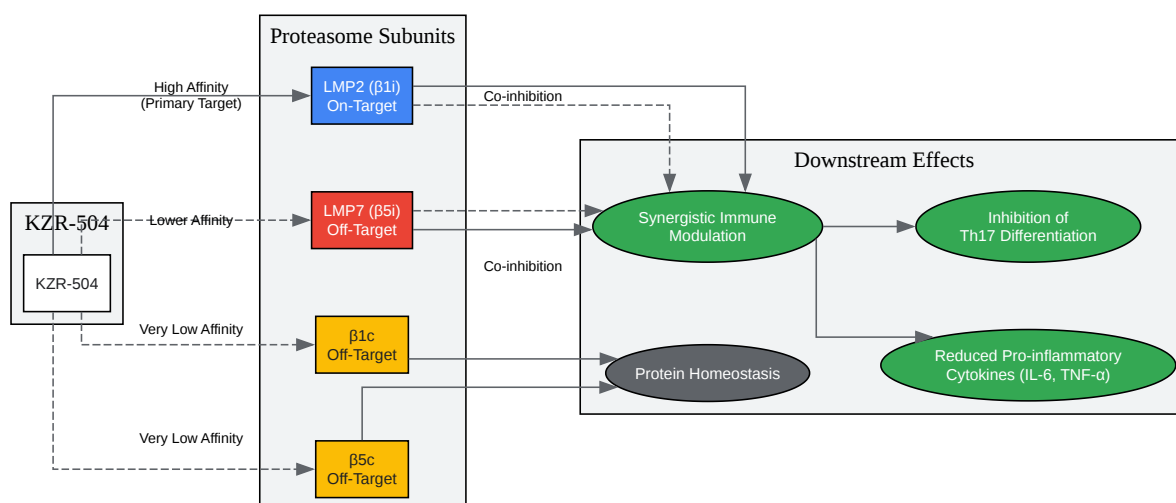 Proteasome Subunits
High Affinity
(Primary Target)
LMP2 (β1i)
On-Target
Co-inhibition
Downstream Effects
KZR-504
Lower Affinity
LMP7 (β5i)
Off-Target
Synergistic Immune
Modulation
Inhibition of
Th17 Differentiation
Co-inhibition
KZR-504
Very Low Affinity
β1c
Off-Target
Protein Homeostasis
Reduced Pro-inflammatory
Cytokines (IL-6, TNF-α)
Very Low Affinity
β5c
Off-Target